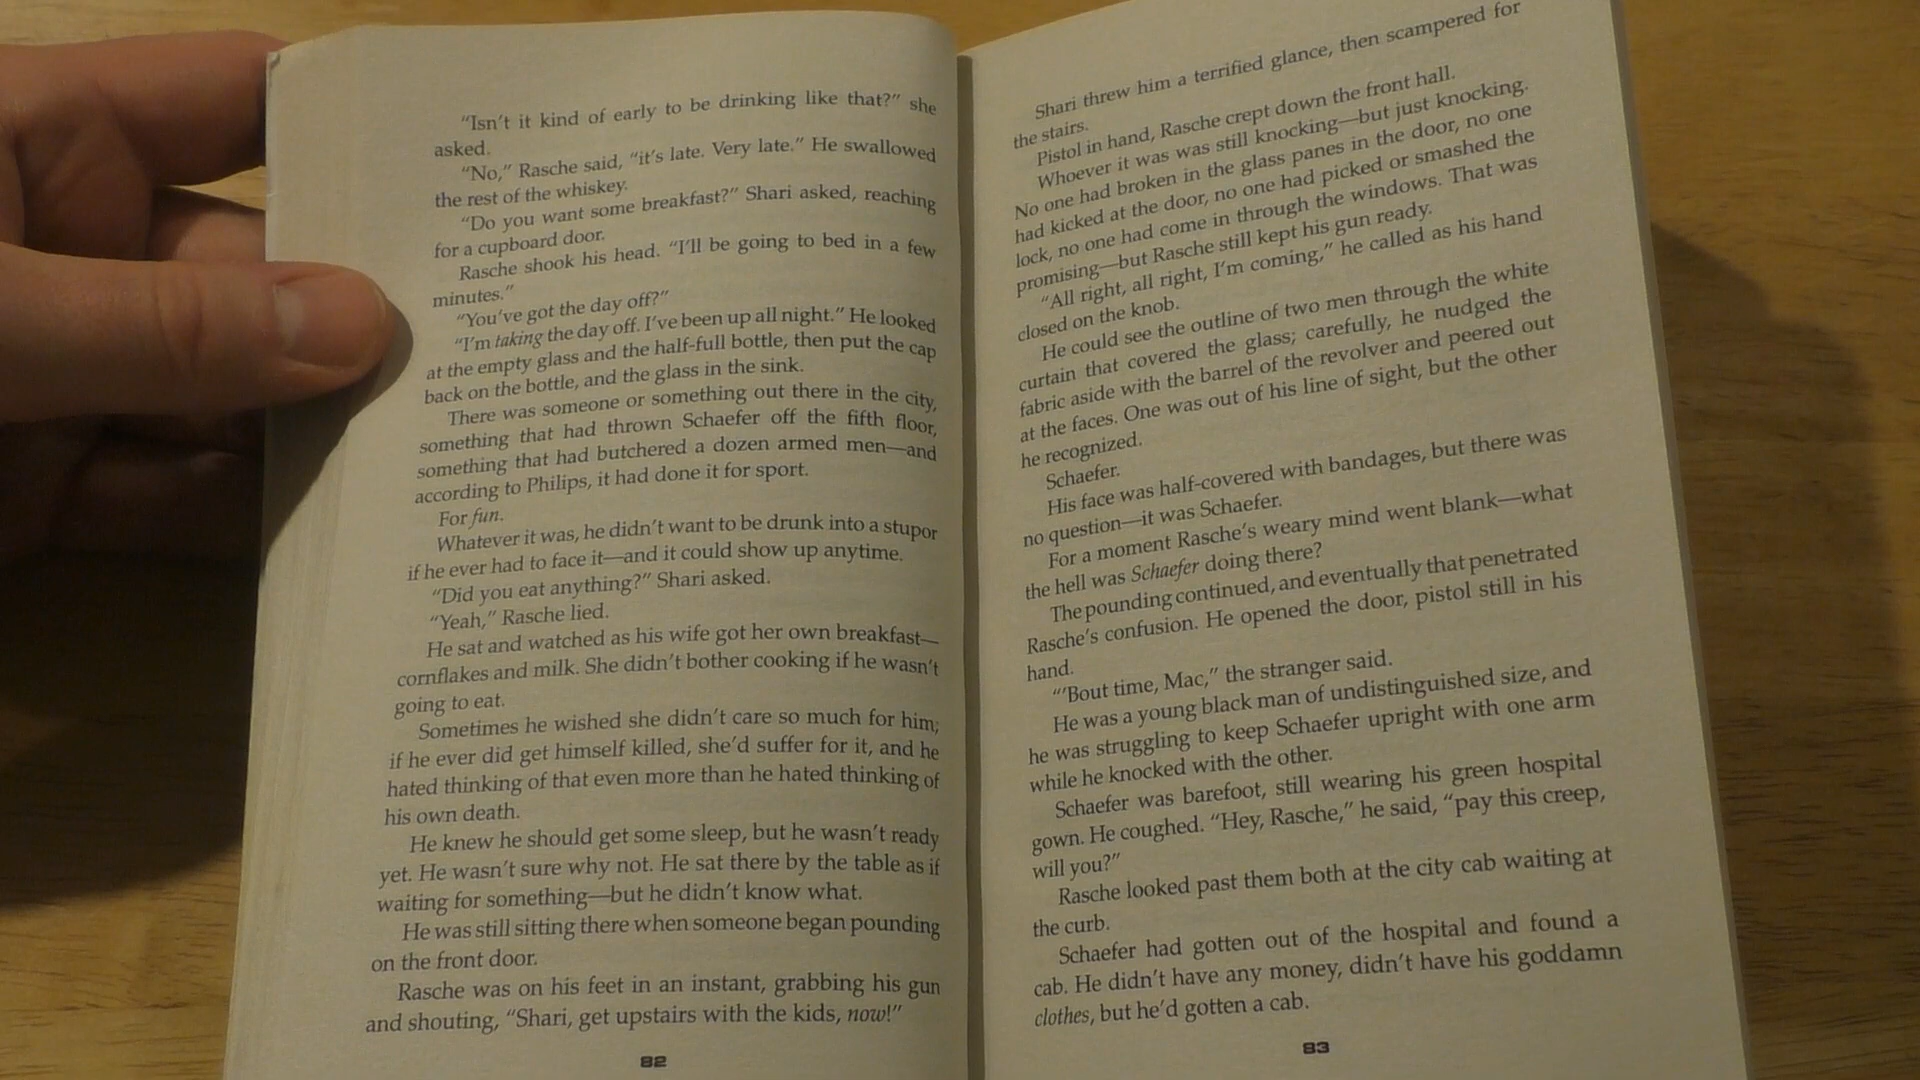 “Isn’t it kind of early to be drinking like that?” she
asked.
“No,” Rasche said, “it’s late. Very late.” He swallowed
the rest of the whiskey.
“Do you want some breakfast?” Shari asked, reaching
for a cupboard door.
Rasche shook his head. “I’ll be going to bed in a few
minutes.”
“You’ve got the day off?”
“I’m taking the day off. I’ve been up all night.” He looked
at the empty glass and the half-full bottle, then put the cap
back on the bottle, and the glass in the sink.
There was someone or something out there in the city,
something that had thrown Schaefer off the fifth floor,
something that had butchered a dozen armed men—and
according to Philips, it had done it for sport.
For fun.
Whatever it was, he didn’t want to be drunk into a stupor
if he ever had to face it—and it could show up anytime.
“Did you eat anything?” Shari asked.
“Yeah,” Rasche lied.
He sat and watched as his wife got her own breakfast—
cornflakes and milk. She didn’t bother cooking if he wasn’t
going to eat.
Sometimes he wished she didn’t care so much for him;
if he ever did get himself killed, she’d suffer for it, and he
hated thinking of that even more than he hated thinking of
his own death.
He knew he should get some sleep, but he wasn’t ready
yet. He wasn’t sure why not. He sat there by the table as if
waiting for something—but he didn’t know what.
He was still sitting there when someone began pounding
on the front door.
Rasche was on his feet in an instant, grabbing his gun
and shouting, “Shari, get upstairs with the kids, now!”
82
Shari threw him a terrified glance, then scampered for
the stairs.
Pistol in hand, Rasche crept down the front hall.
Whoever it was was still knocking—but just knocking.
No one had broken in the glass panes in the door, no one
had kicked at the door, no one had picked or smashed the
lock, no one had come in through the windows. That was
promising—but Rasche still kept his gun ready.
“All right, all right, I’m coming,” he called as his hand
closed on the knob.
He could see the outline of two men through the white
curtain that covered the glass; carefully, he nudged the
fabric aside with the barrel of the revolver and peered out
at the faces. One was out of his line of sight, but the other
he recognized.
Schaefer.
His face was half-covered with bandages, but there was
no question—it was Schaefer.
For a moment Rasche’s weary mind went blank—what
the hell was Schaefer doing there?
The pounding continued, and eventually that penetrated
Rasche’s confusion. He opened the door, pistol still in his
hand.
“’Bout time, Mac,” the stranger said.
He was a young black man of undistinguished size, and
he was struggling to keep Schaefer upright with one arm
while he knocked with the other.
Schaefer was barefoot, still wearing his green hospital
gown. He coughed. “Hey, Rasche,” he said, “pay this creep,
will you?”
Rasche looked past them both at the city cab waiting at
the curb.
Schaefer had gotten out of the hospital and found a
cab. He didn’t have any money, didn’t have his goddamn
clothes, but he’d gotten a cab.
83